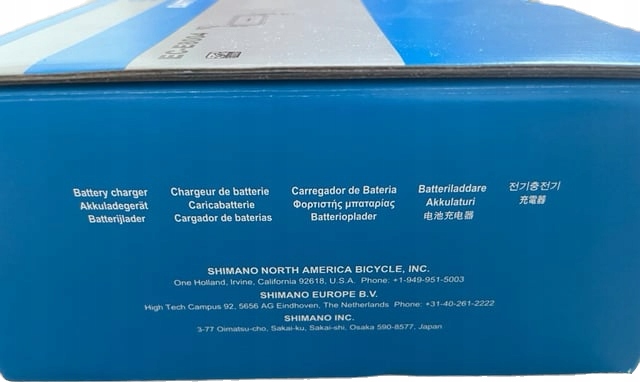 EC-E8004
Battery charger
Akkuladegerät
Batterijlader
Chargeur de batterie
Caricabatterie
Cargador de baterías
Carregador de Bateria
Φορτιστής μπαταρίας
Batterioplader
Batteriladdare
Akkulaturi
电池充电器
전기충전기
充電器
SHIMANO NORTH AMERICA BICYCLE, INC.
One Holland, Irvine, California 92618, U.S.A. Phone: +1-949-951-5003
SHIMANO EUROPE B.V.
High Tech Campus 92, 5656 AG Eindhoven, The Netherlands Phone: +31-40-261-2222
SHIMANO INC.
3-77 Oimatsu-cho, Sakai-ku, Sakai-shi, Osaka 590-8577, Japan